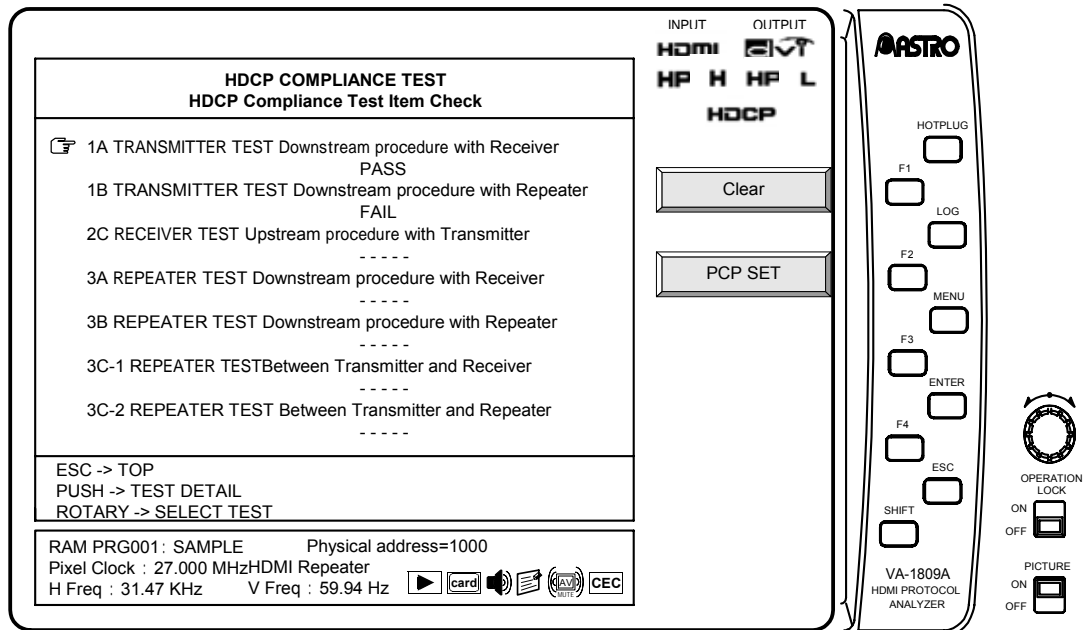 HDCP COMPLIANCE TEST
HDCP Compliance Test Item Check
1A TRANSMITTER TEST Downstream procedure with Receiver
PASS
1B TRANSMITTER TEST Downstream procedure with Repeater
FAIL
2C RECEIVER TEST Upstream procedure with Transmitter
- - - - -
3A REPEATER TEST Downstream procedure with Receiver
- - - - -
3B REPEATER TEST Downstream procedure with Repeater
- - - - -
3C-1 REPEATER TESTBetween Transmitter and Receiver
- - - - -
3C-2 REPEATER TEST Between Transmitter and Repeater
- - - - -
ESC -> TOP
PUSH -> TEST DETAIL
ROTARY -> SELECT TEST
RAM PRG001: SAMPLE Physical address=1000
Pixel Clock : 27.000 MHzHDMI Repeater
H Freq : 31.47 KHz V Freq : 59.94 Hz card AV MUTE CEC
INPUT OUTPUT
HDMI DVI
HP H HP L
HDCP
Clear
PCP SET
ASTRO
HOTPLUG
F1
LOG
F2
MENU
F3
ENTER
F4
ESC
SHIFT
VA-1809A
HDMI PROTOCOL
ANALYZER
OPERATION
LOCK
ON
OFF
PICTURE
ON
OFF